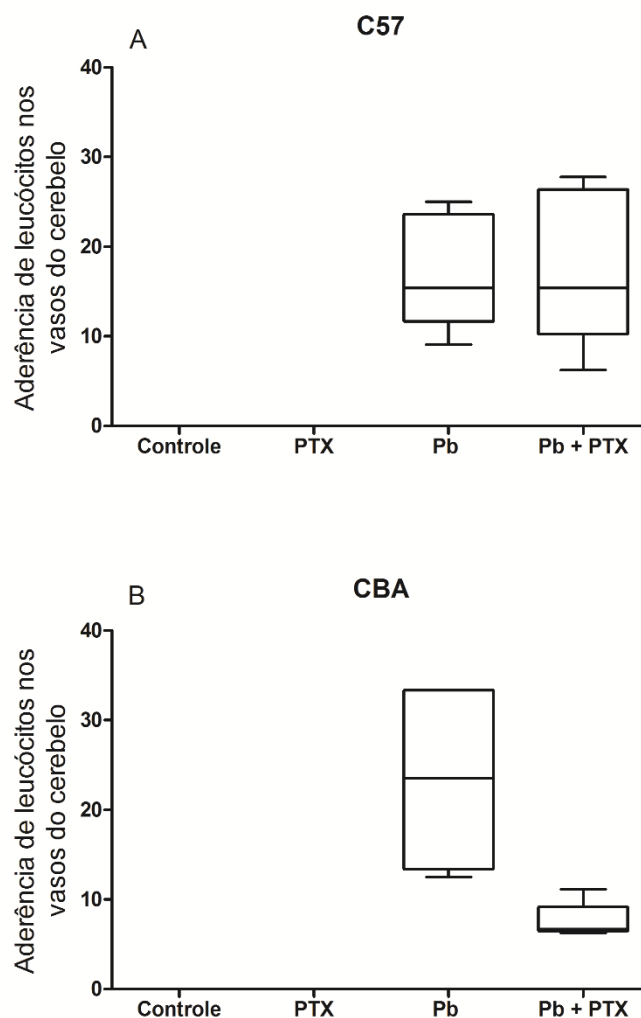 A
C57
Aderência de leucócitos nos
vasos do cerebelo
40
30
20
10
0
Controle PTX Pb Pb + PTX
B
CBA
Aderência de leucócitos nos
vasos do cerebelo
40
30
20
10
0
Controle PTX Pb Pb + PTX